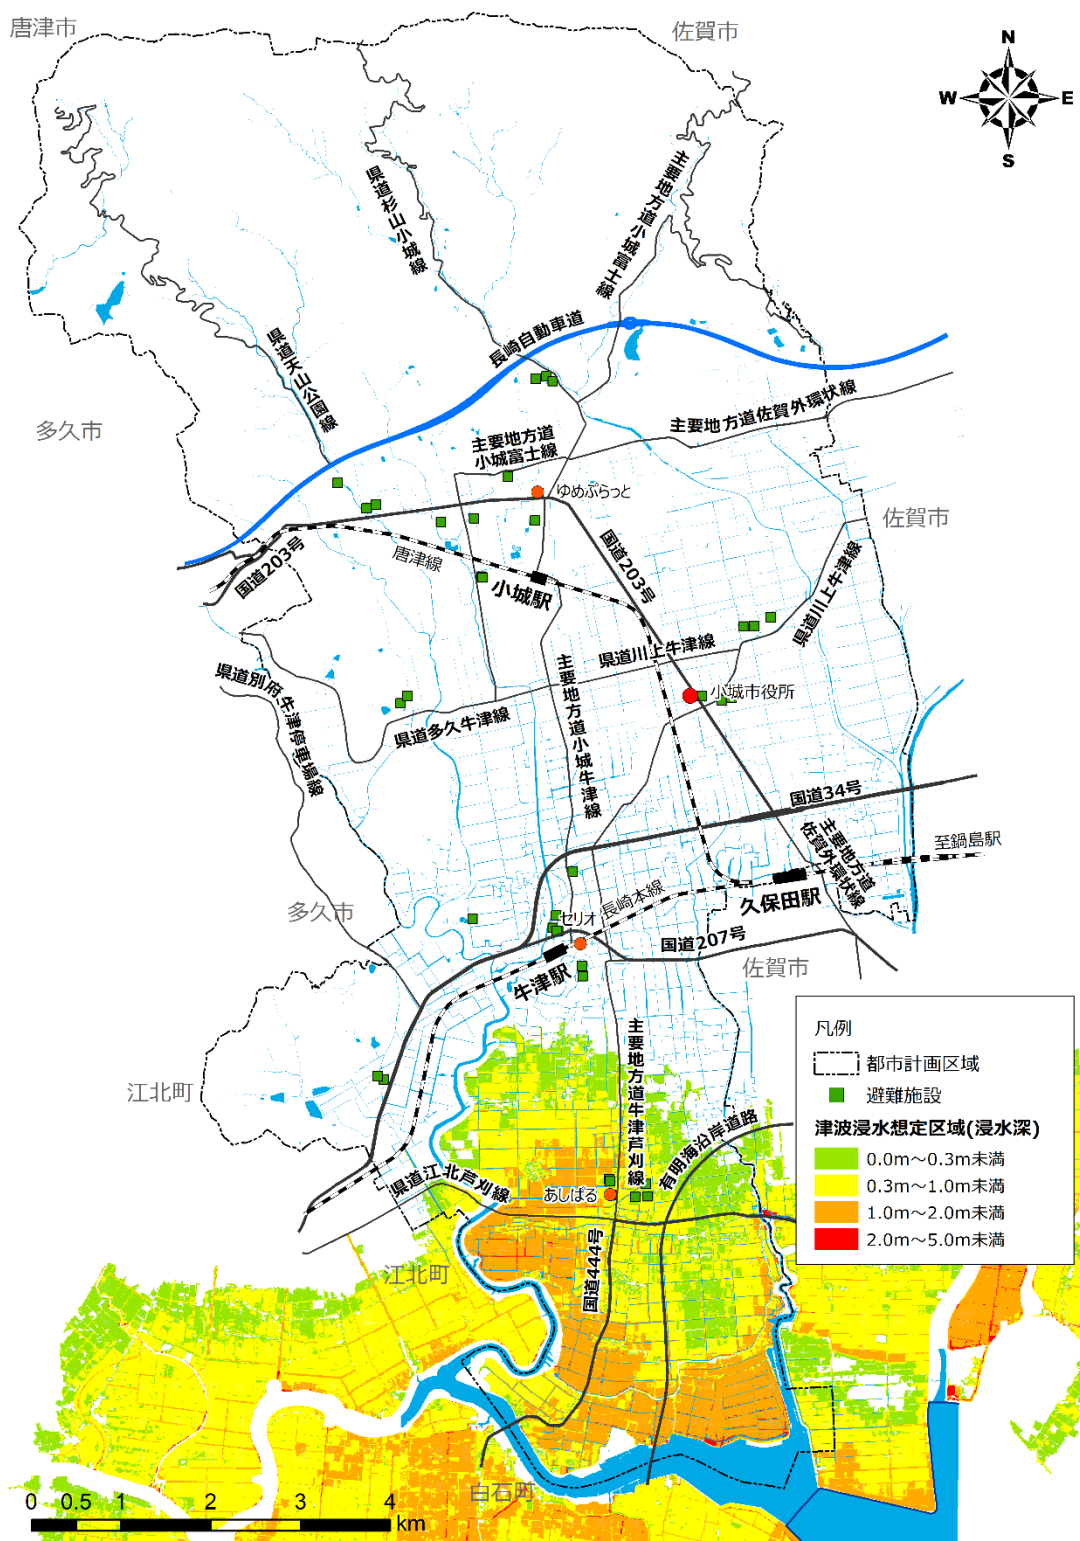 唐津市
佐賀市
N
W
E
S
県道杉山小城線
主要地方道小城富士線
長崎自動車道
県道天山公園線
多久市
主要地方道佐賀外環状線
主要地方道
小城富士線
ゆめぷらっと
佐賀市
国道203号
唐津線
国道203号
小城駅
県道川上牛津線
県道川上牛津線
主要地方道小城牛津線
県道別府牛津停車場線
小城市役所
県道多久牛津線
国道34号
主要地方道
佐賀外環状線
至鍋島駅
久保田駅
長崎本線
多久市
セリオ
国道207号
牛津駅
佐賀市
凡例
都市計画区域
避難施設
津波浸水想定区域(浸水深)
0.0m～0.3m未満
0.3m～1.0m未満
1.0m～2.0m未満
2.0m～5.0m未満
主要地方道牛津芦刈線
江北町
有明海沿岸道路
県道江北芦刈線
あしぱる
国道444号
江北町
白石町
0 0.5 1 2 3 4
km